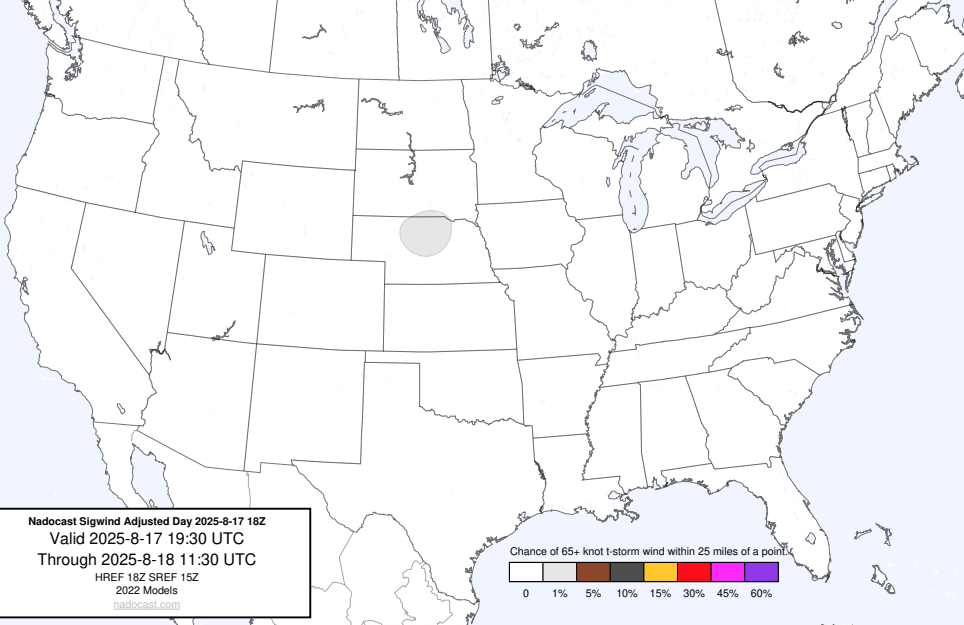 Nadocast Sigwind Adjusted Day 2025-8-17 18Z
Valid 2025-8-17 19:30 UTC
Through 2025-8-18 11:30 UTC
HREF 18Z SREF 15Z
2022 Models
nadocast.com
Chance of 65+ knot t-storm wind within 25 miles of a point.
0 1% 5% 10% 15% 30% 45% 60%